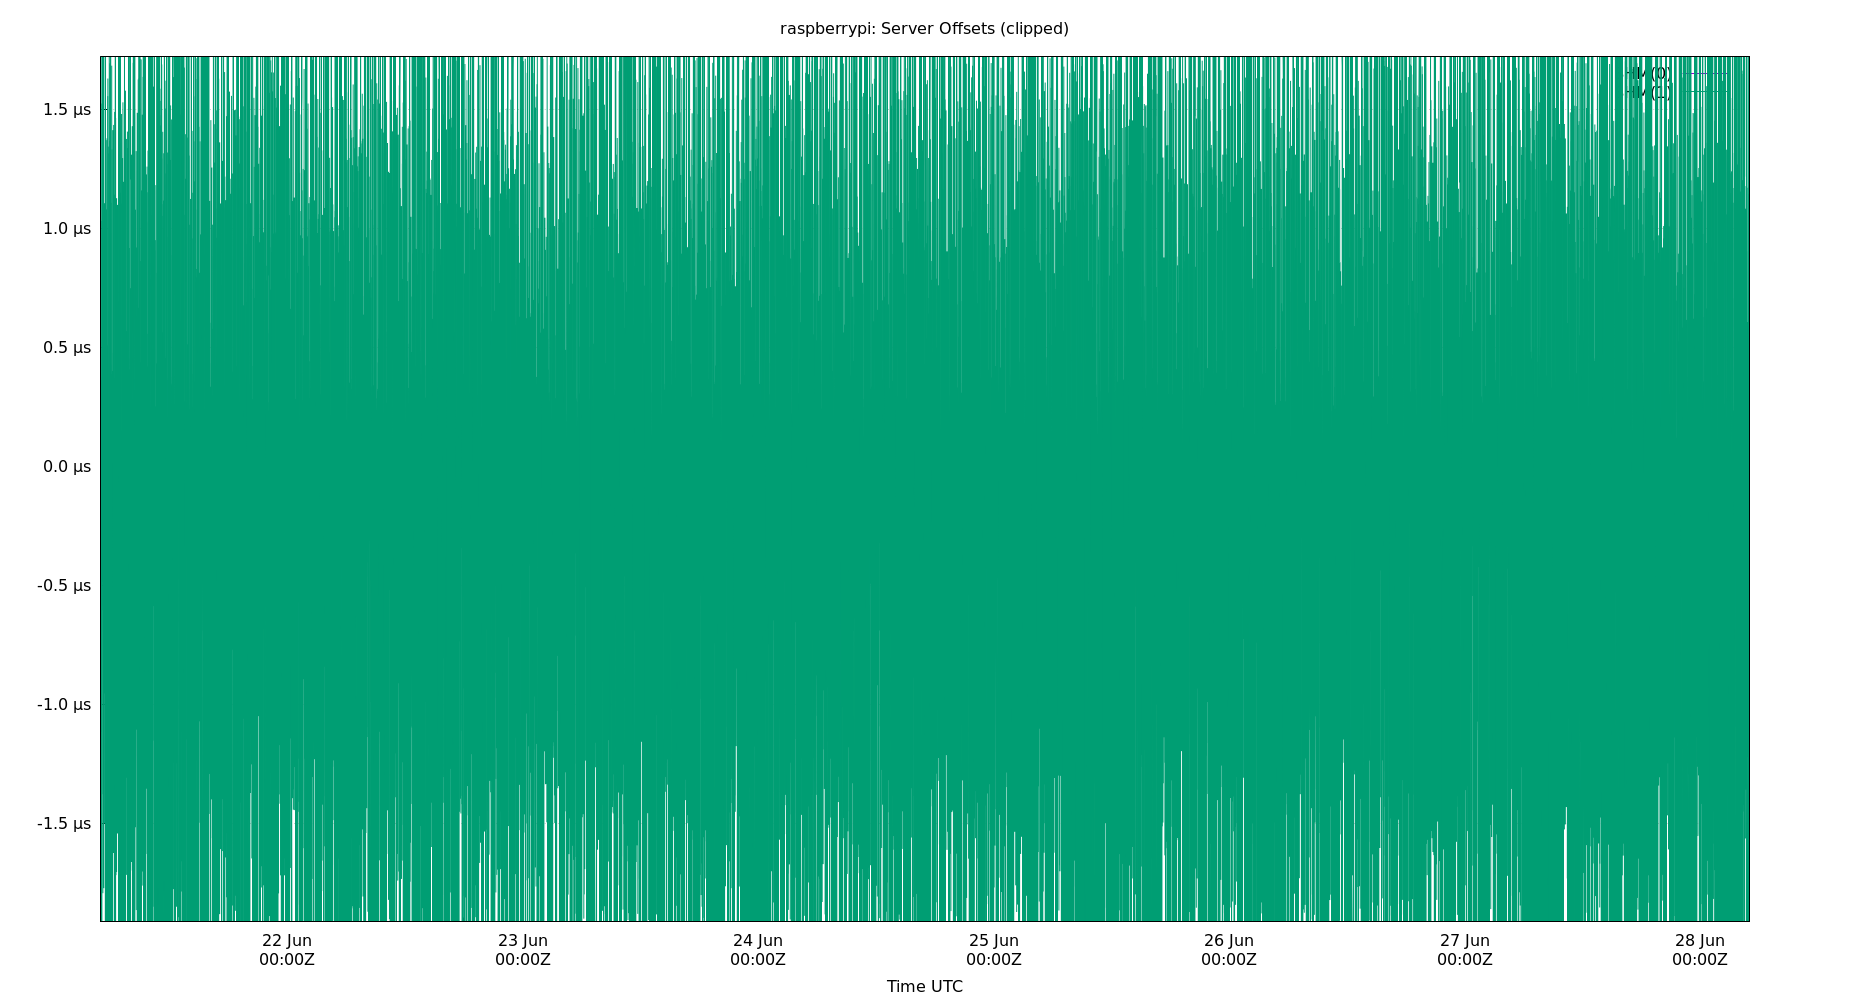 raspberrypi: Server Offsets (clipped)
1.5 µs
1.0 µs
0.5 µs
0.0 µs
-0.5 µs
-1.0 µs
-1.5 µs
22 Jun 23 Jun 24 Jun 25 Jun 26 Jun 27 Jun 28 Jun
00:00Z 00:00Z 00:00Z 00:00Z 00:00Z 00:00Z 00:00Z
Time UTC